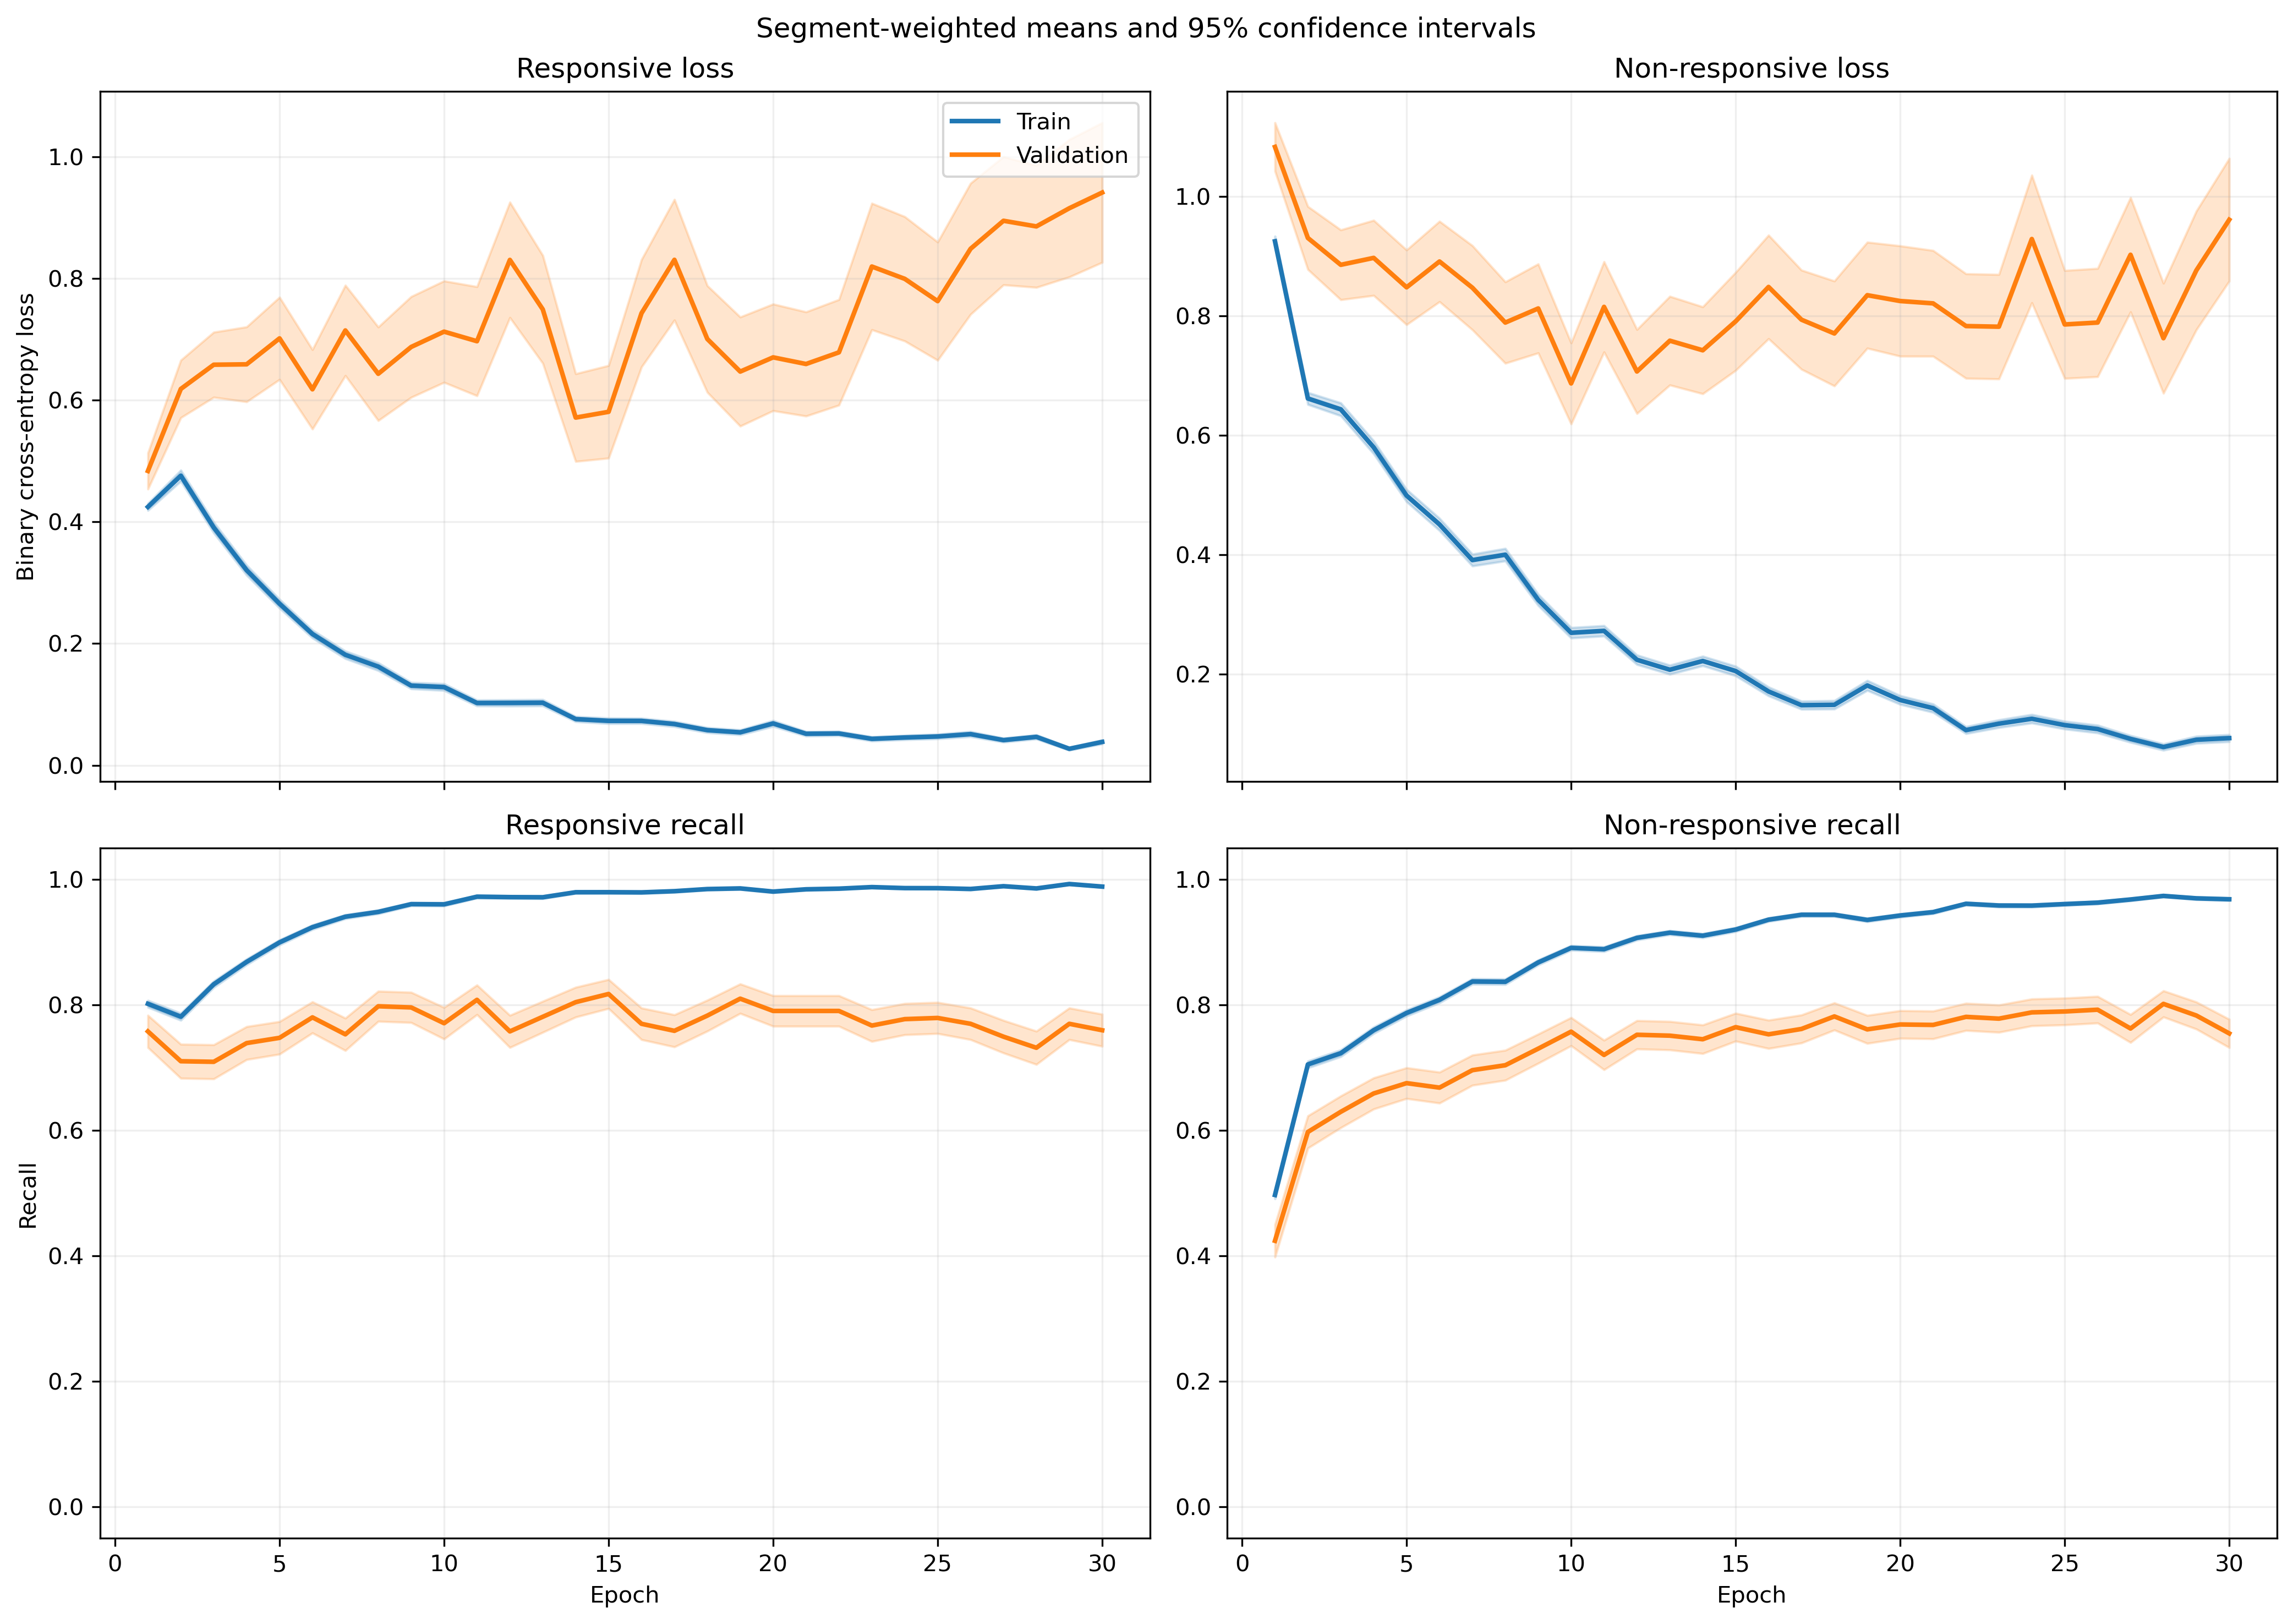 Segment-weighted means and 95% confidence intervals
Responsive loss
Non-responsive loss
Train
Validation
Binary cross-entropy loss
1.0
0.8
0.6
0.4
0.2
0.0
1.0
0.8
0.6
0.4
0.2
Responsive recall
Non-responsive recall
Recall
1.0
0.8
0.6
0.4
0.2
0.0
1.0
0.8
0.6
0.4
0.2
0.0
0 5 10 15 20 25 30
0 5 10 15 20 25 30
Epoch
Epoch